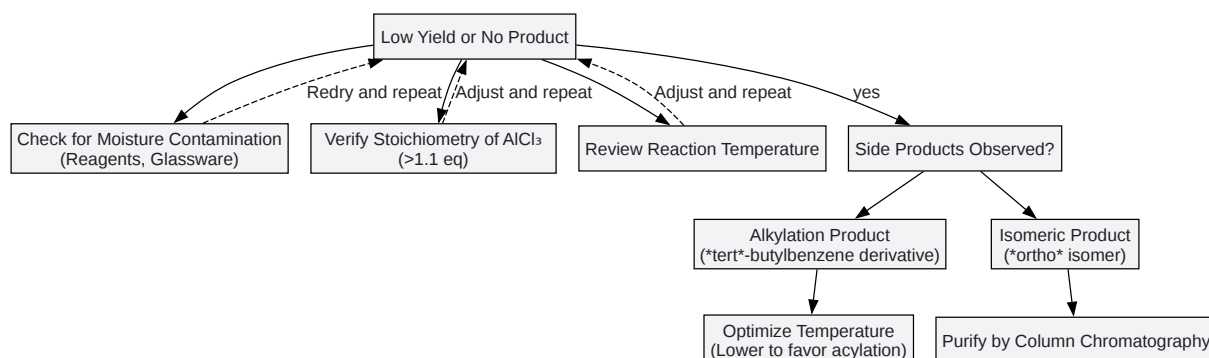 Low Yield or No Product
Redry and repeat
Adjust and repeat
Adjust and repeat
yes
Check for Moisture Contamination
(Reagents, Glassware)
Verify Stoichiometry of AlCl₃
(>1.1 eq)
Review Reaction Temperature
Side Products Observed?
Alkylation Product
(*tert*-butylbenzene derivative)
Isomeric Product
(*ortho* isomer)
Optimize Temperature
(Lower to favor acylation)
Purify by Column Chromatography